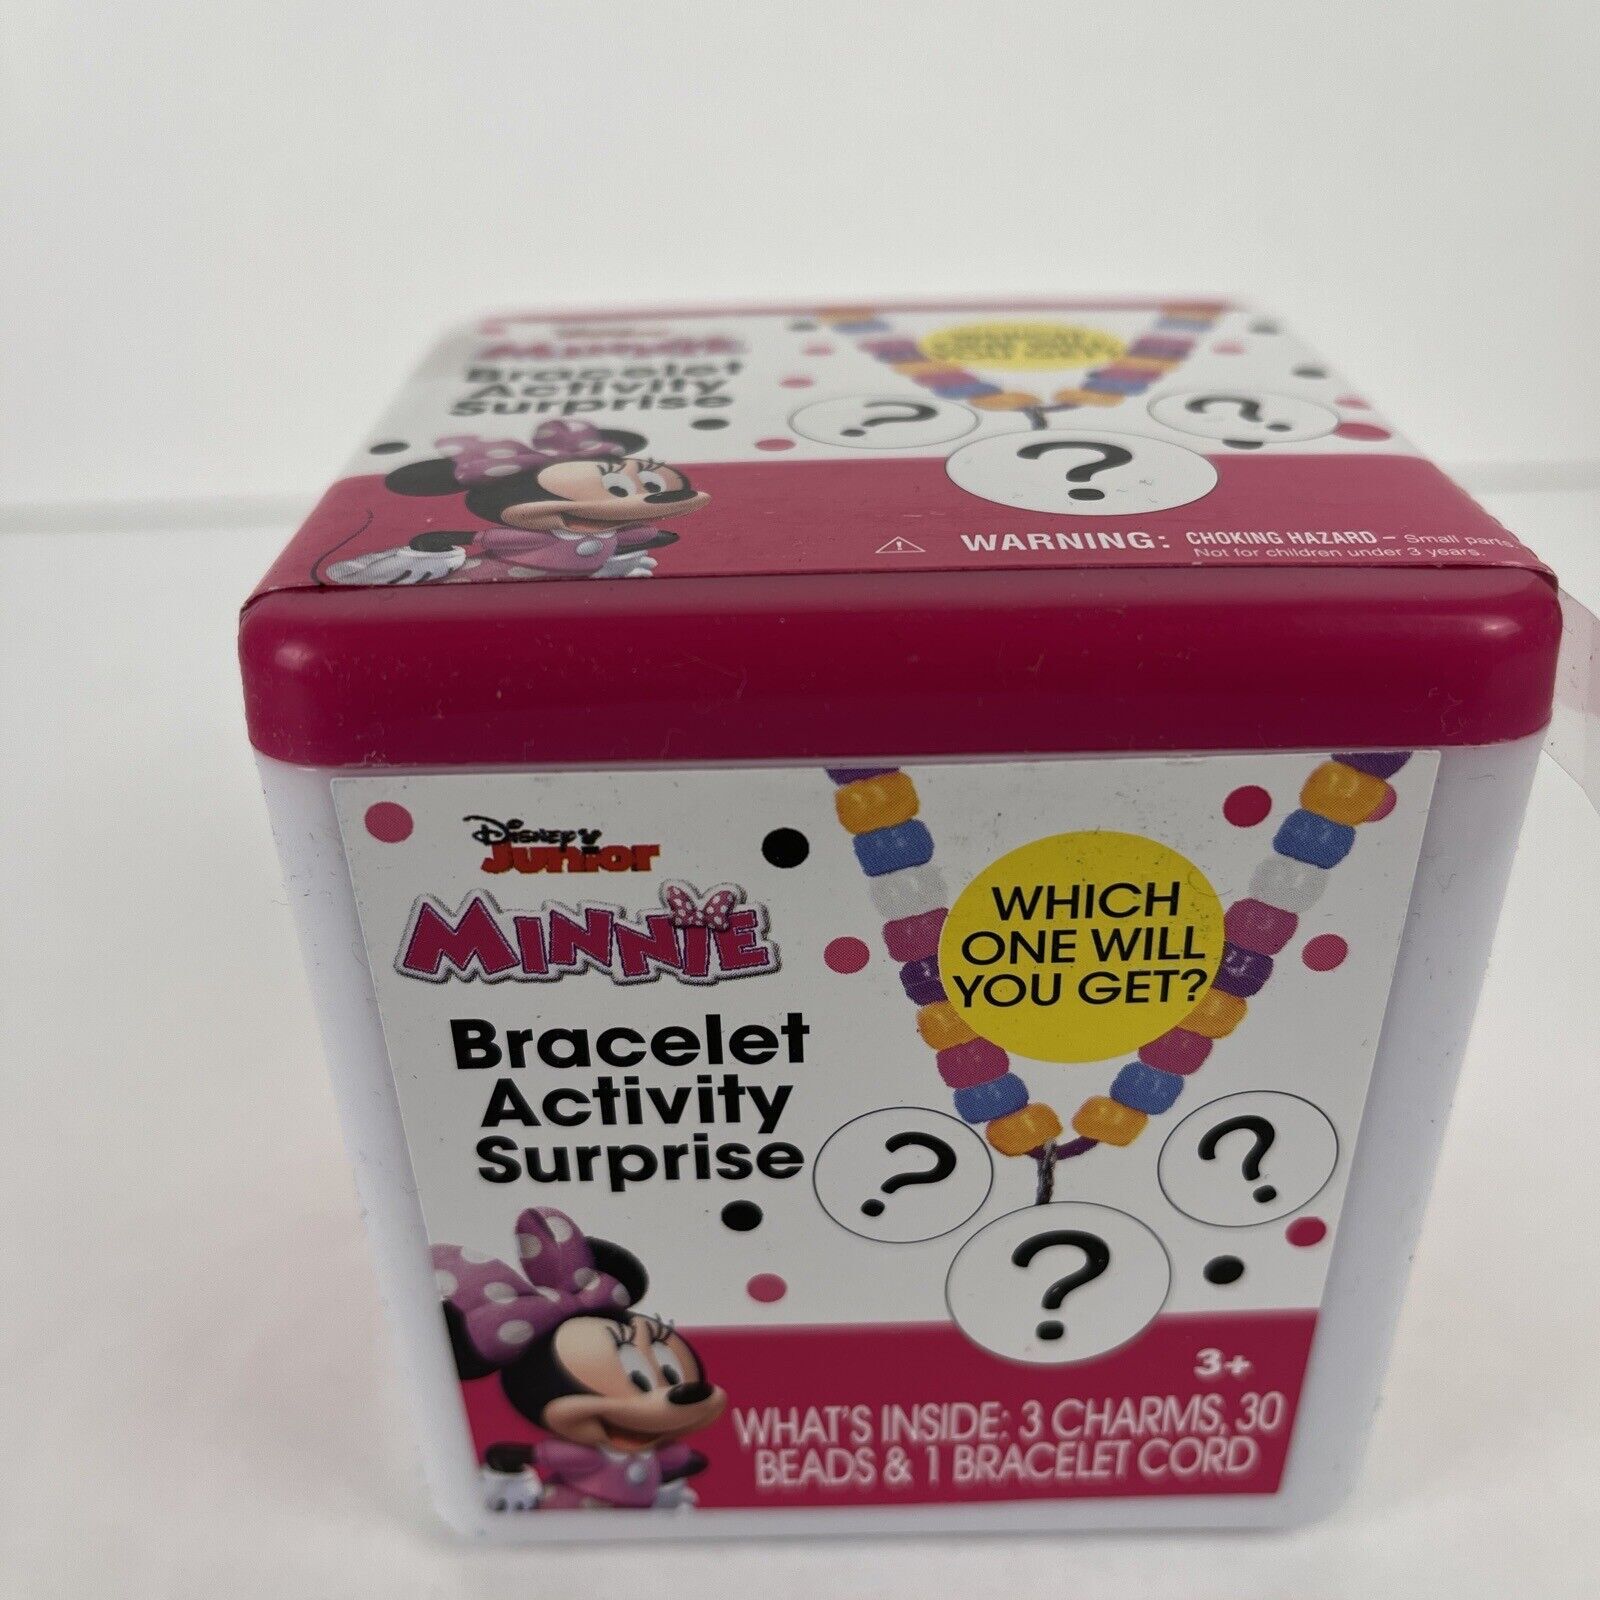 Minnie
Bracelet
Activity
Surprise
?
?
?
WARNING: CHOKING HAZARD – Small parts.
Not for children under 3 years.
Disney
Junior
MINNIE
Bracelet
Activity
Surprise
WHICH
ONE WILL
YOU GET?
?
?
?
3+
WHAT'S INSIDE: 3 CHARMS, 30
BEADS & 1 BRACELET CORD